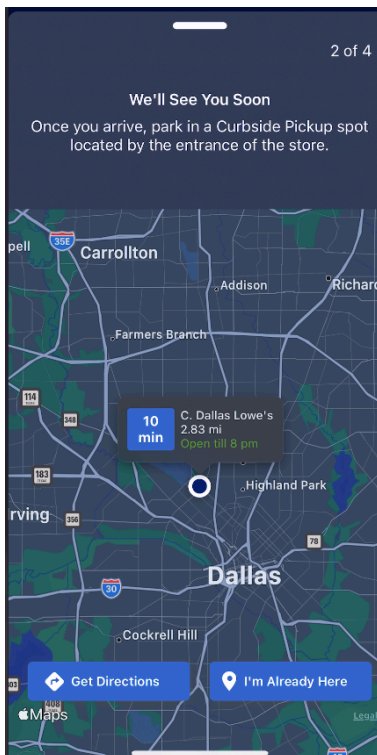 2 of 4
We'll See You Soon
Once you arrive, park in a Curbside Pickup spot
located by the entrance of the store.
35E
pell
Carrollton
Addison
Richard
Farmers Branch
114
348
10
min
C. Dallas Lowe's
2.83 mi
Open till 8 pm
183
Highland Park
rving
356
78
Dallas
30
Cockrell Hill
Get Directions
I'm Already Here
303
408
Maps
Legal